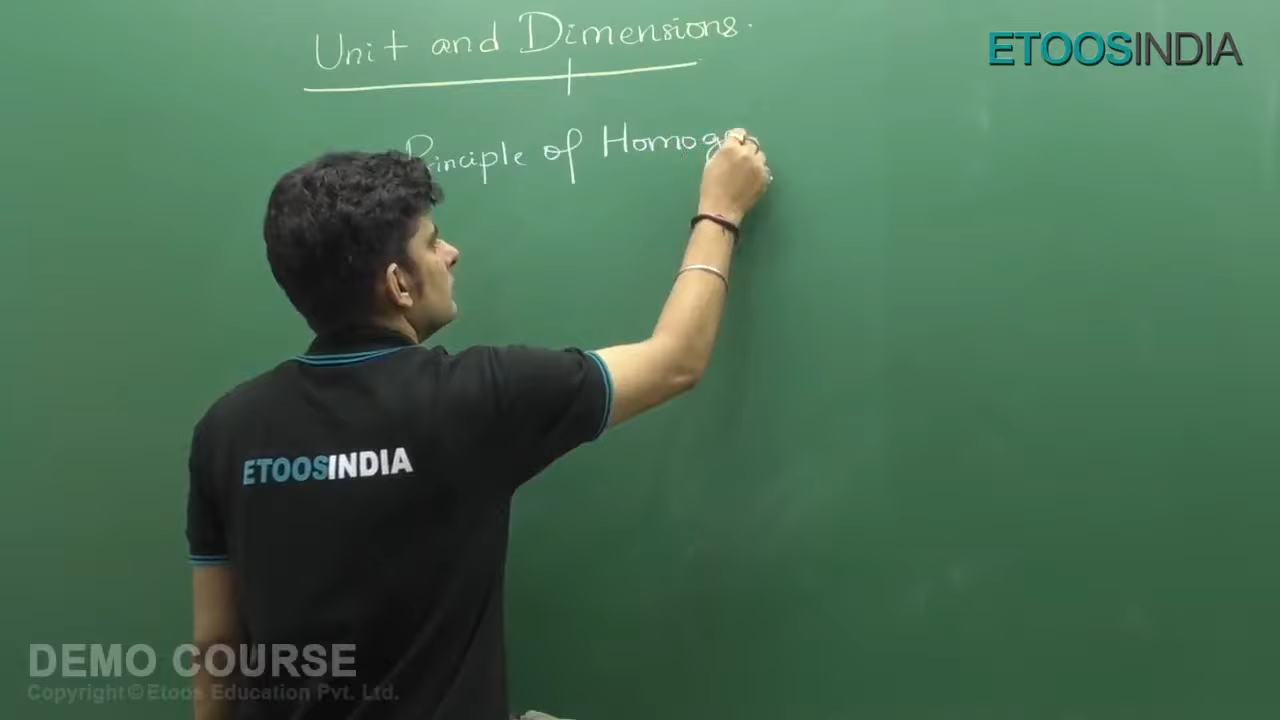 Unit and Dimensions.
ETOOSINDIA
Principle of Homog
ETOOSINDIA
DEMO COURSE
Copyright©Etoos Education Pvt. Ltd.